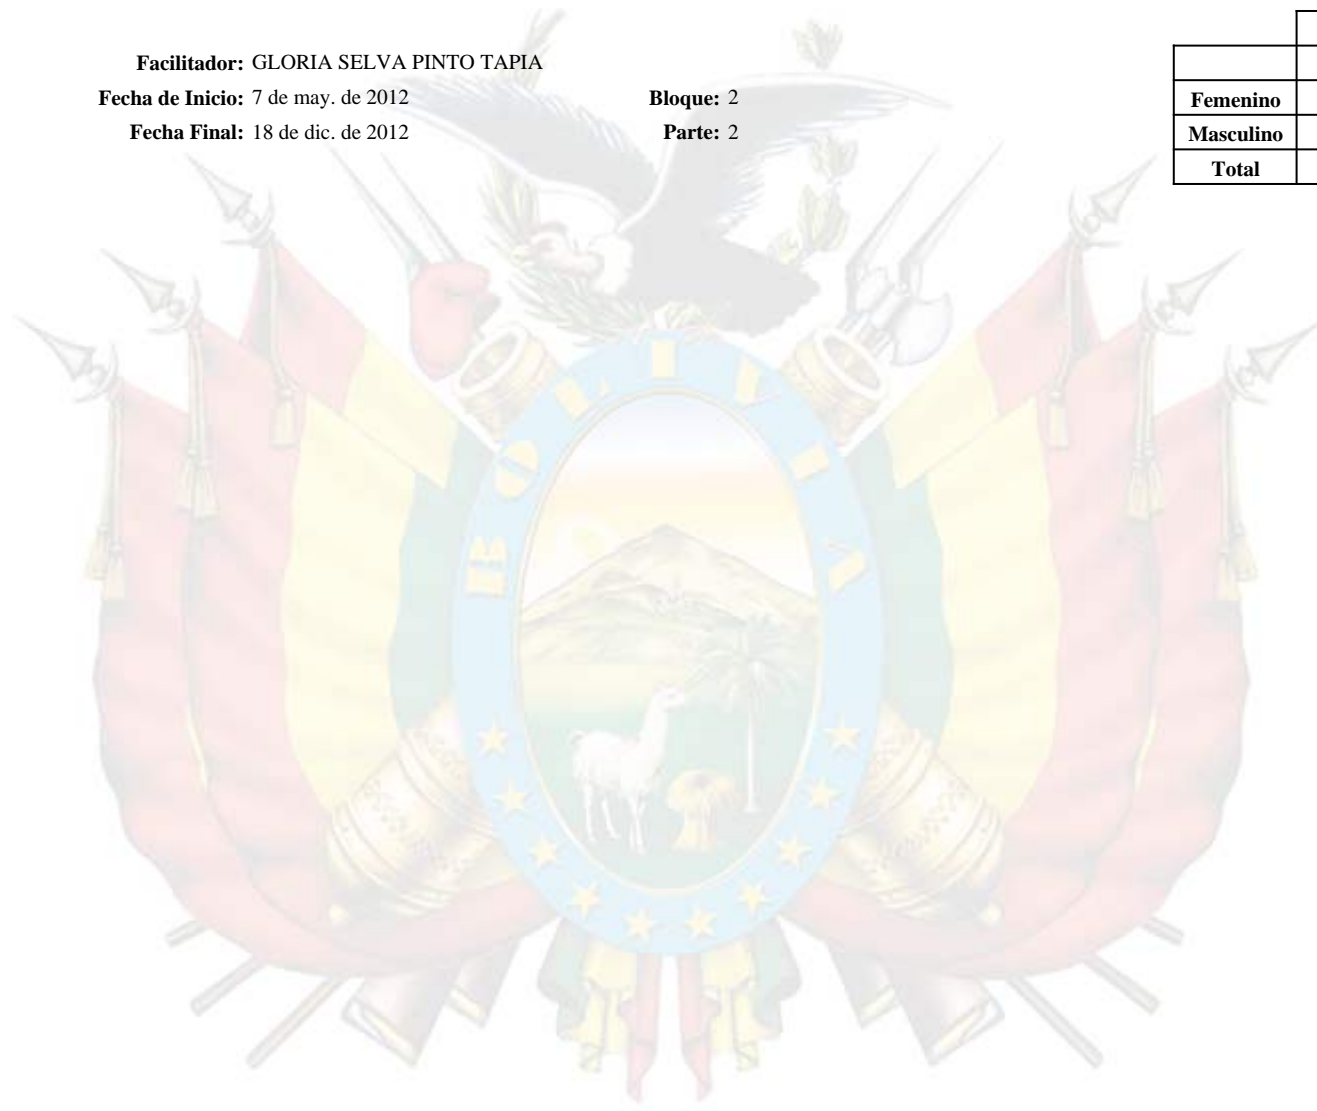 Facilitador: GLORIA SELVA PINTO TAPIA
Fecha de Inicio: 7 de may. de 2012 Bloque: 2
Fecha Final: 18 de dic. de 2012 Parte: 2
Femenino
Masculino
Total
BOLIVIA